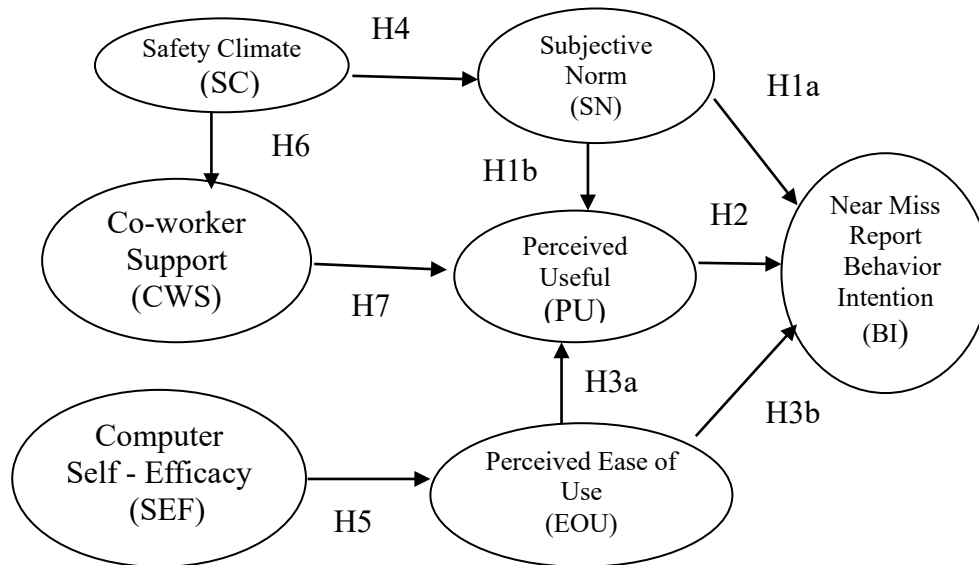 Safety Climate
(SC)
H4
Subjective
Norm
(SN)
H1a
H6
H1b
Co-worker
Support
(CWS)
H7
Perceived
Useful
(PU)
H2
Near Miss
Report
Behavior
Intention
(BI)
H3a
H3b
Computer
Self - Efficacy
(SEF)
H5
Perceived Ease of
Use
(EOU)